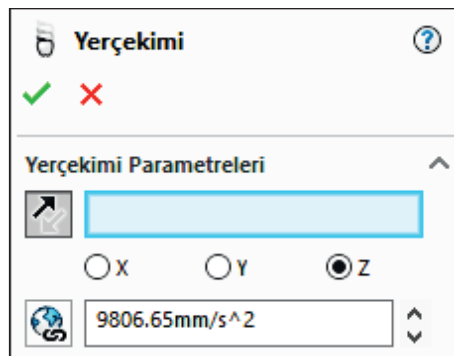 Yerçekimi
Yerçekimi Parametreleri
X Y Z
9806.65mm/s^2